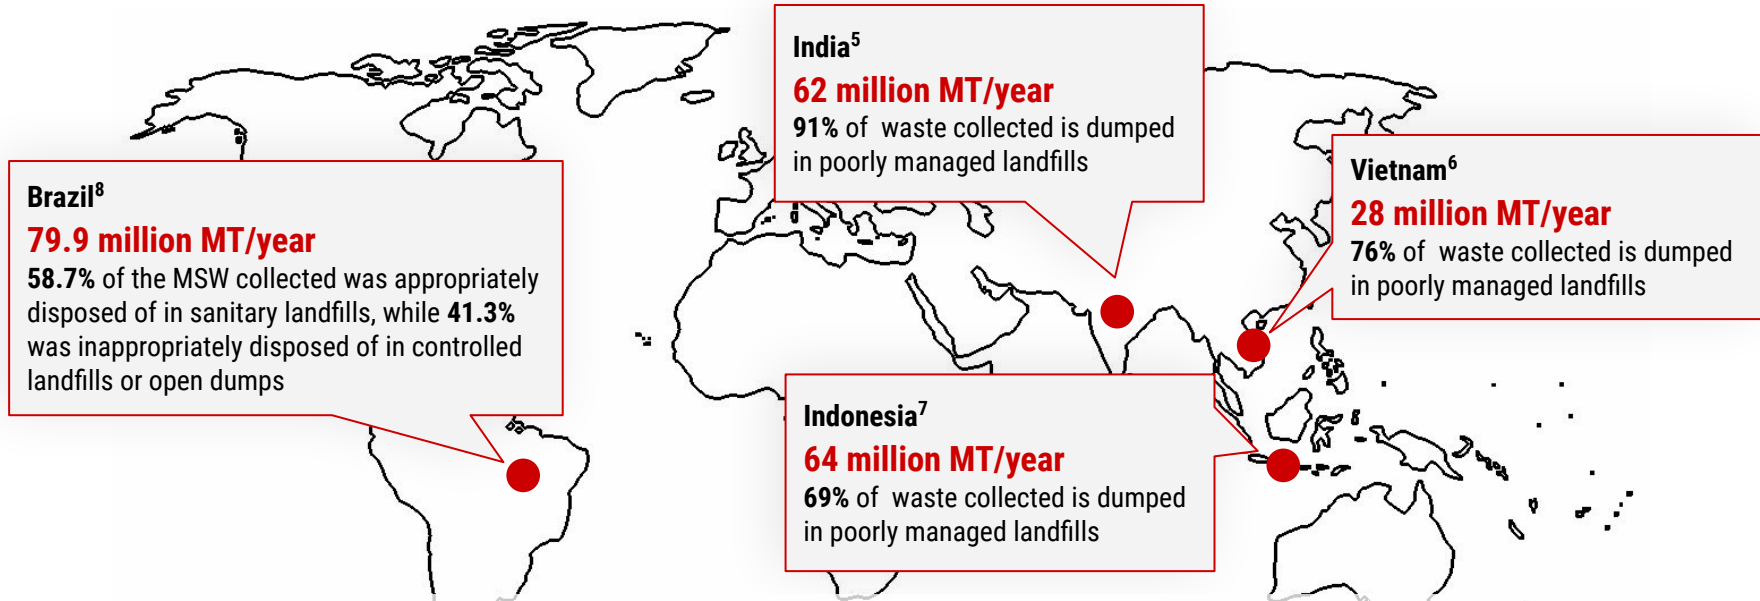 India⁵
62 million MT/year
91% of waste collected is dumped
in poorly managed landfills
Vietnam⁶
28 million MT/year
76% of waste collected is dumped
in poorly managed landfills
Brazil⁸
79.9 million MT/year
58.7% of the MSW collected was appropriately
disposed of in sanitary landfills, while 41.3%
was inappropriately disposed of in controlled
landfills or open dumps
Indonesia⁷
64 million MT/year
69% of waste collected is dumped
in poorly managed landfills